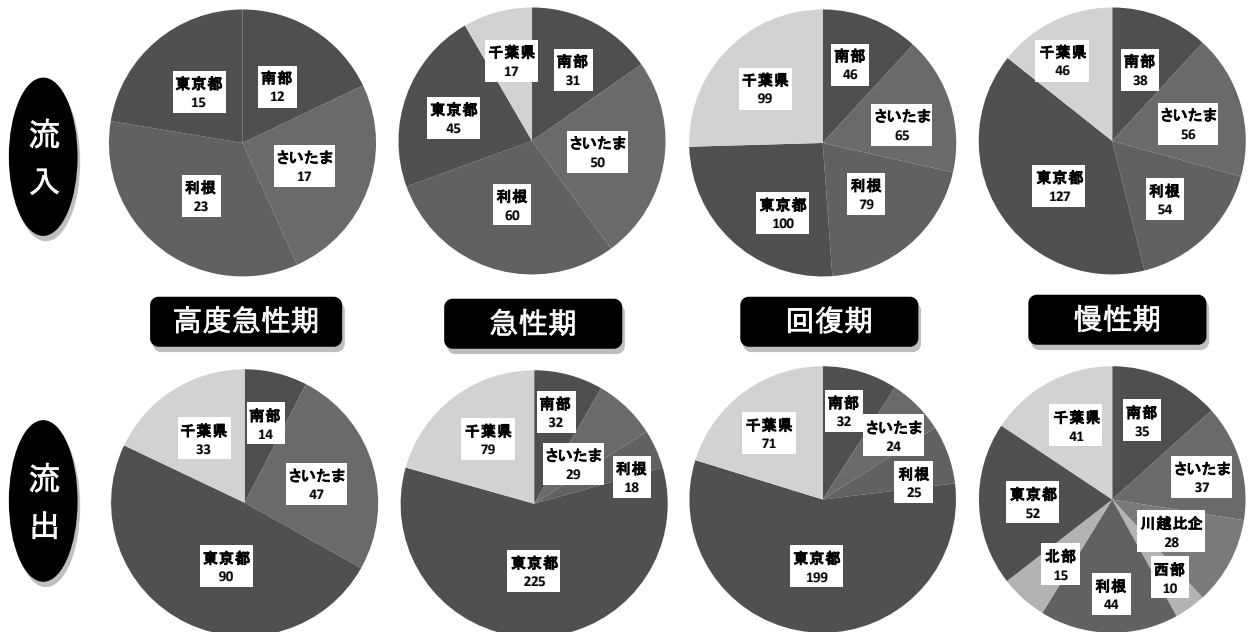 流入
南部
12
さいたま
17
利根
23
東京都
15
南部
31
さいたま
50
利根
60
東京都
45
千葉県
17
南部
46
さいたま
65
利根
79
東京都
100
千葉県
99
南部
38
さいたま
56
利根
54
東京都
127
千葉県
46
高度急性期
急性期
回復期
慢性期
流出
南部
14
さいたま
47
東京都
90
千葉県
33
南部
32
さいたま
29
利根
18
東京都
225
千葉県
79
南部
32
さいたま
24
利根
25
東京都
199
千葉県
71
南部
35
さいたま
37
川越比企
28
西部
10
利根
44
北部
15
東京都
52
千葉県
41